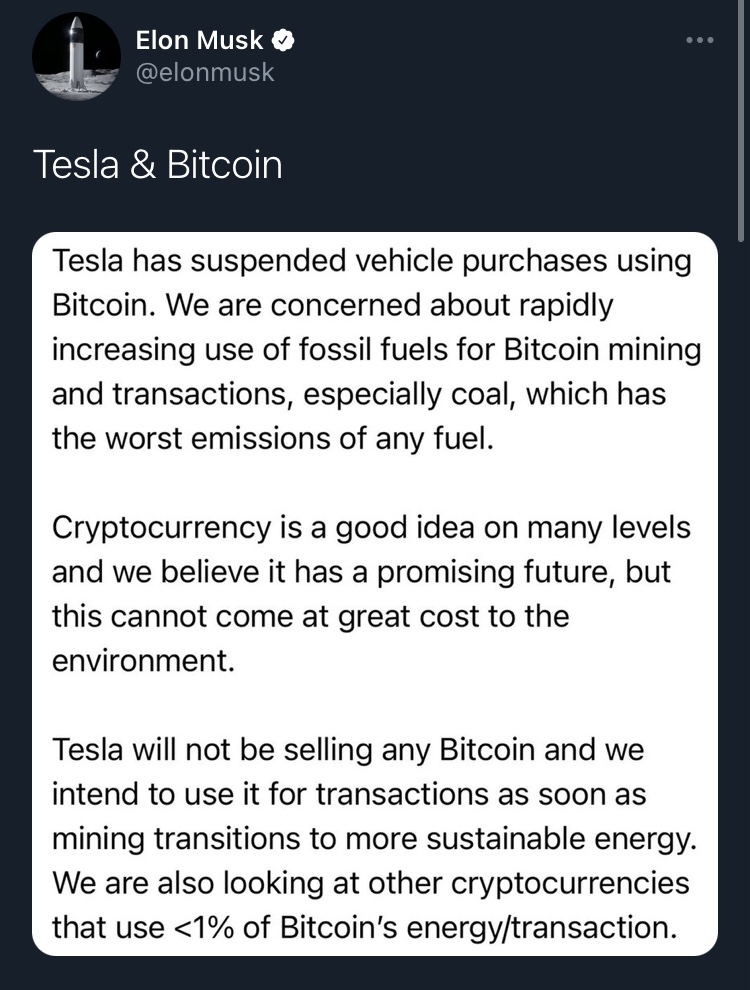 Elon Musk
@elonmusk
Tesla & Bitcoin
Tesla has suspended vehicle purchases using
Bitcoin. We are concerned about rapidly
increasing use of fossil fuels for Bitcoin mining
and transactions, especially coal, which has
the worst emissions of any fuel.
Cryptocurrency is a good idea on many levels
and we believe it has a promising future, but
this cannot come at great cost to the
environment.
Tesla will not be selling any Bitcoin and we
intend to use it for transactions as soon as
mining transitions to more sustainable energy.
We are also looking at other cryptocurrencies
that use <1% of Bitcoin’s energy/transaction.